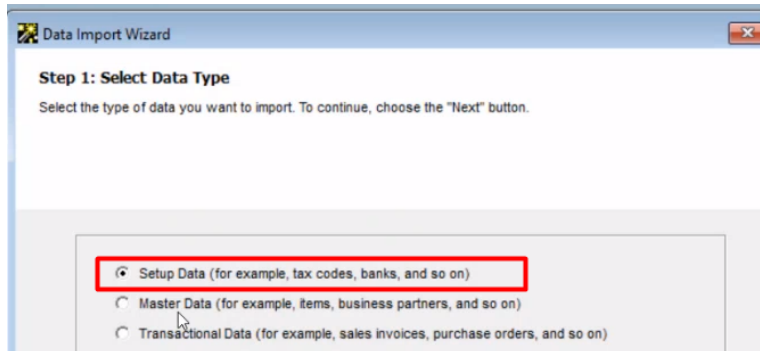 Data Import Wizard
Step 1: Select Data Type
Select the type of data you want to import. To continue, choose the "Next" button.
Setup Data (for example, tax codes, banks, and so on)
Master Data (for example, items, business partners, and so on)
Transactional Data (for example, sales invoices, purchase orders, and so on)